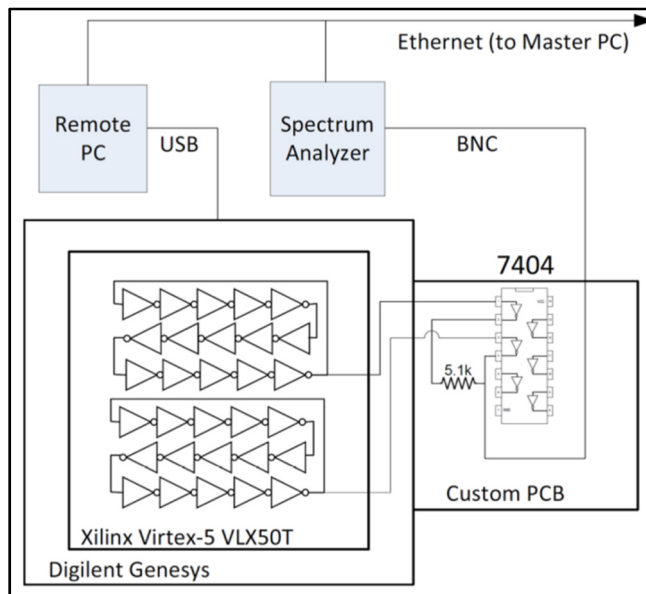 Ethernet (to Master PC)
Remote
PC
USB
Spectrum
Analyzer
BNC
7404
5.1k
Custom PCB
Xilinx Virtex-5 VLX50T
Digilent Genesys